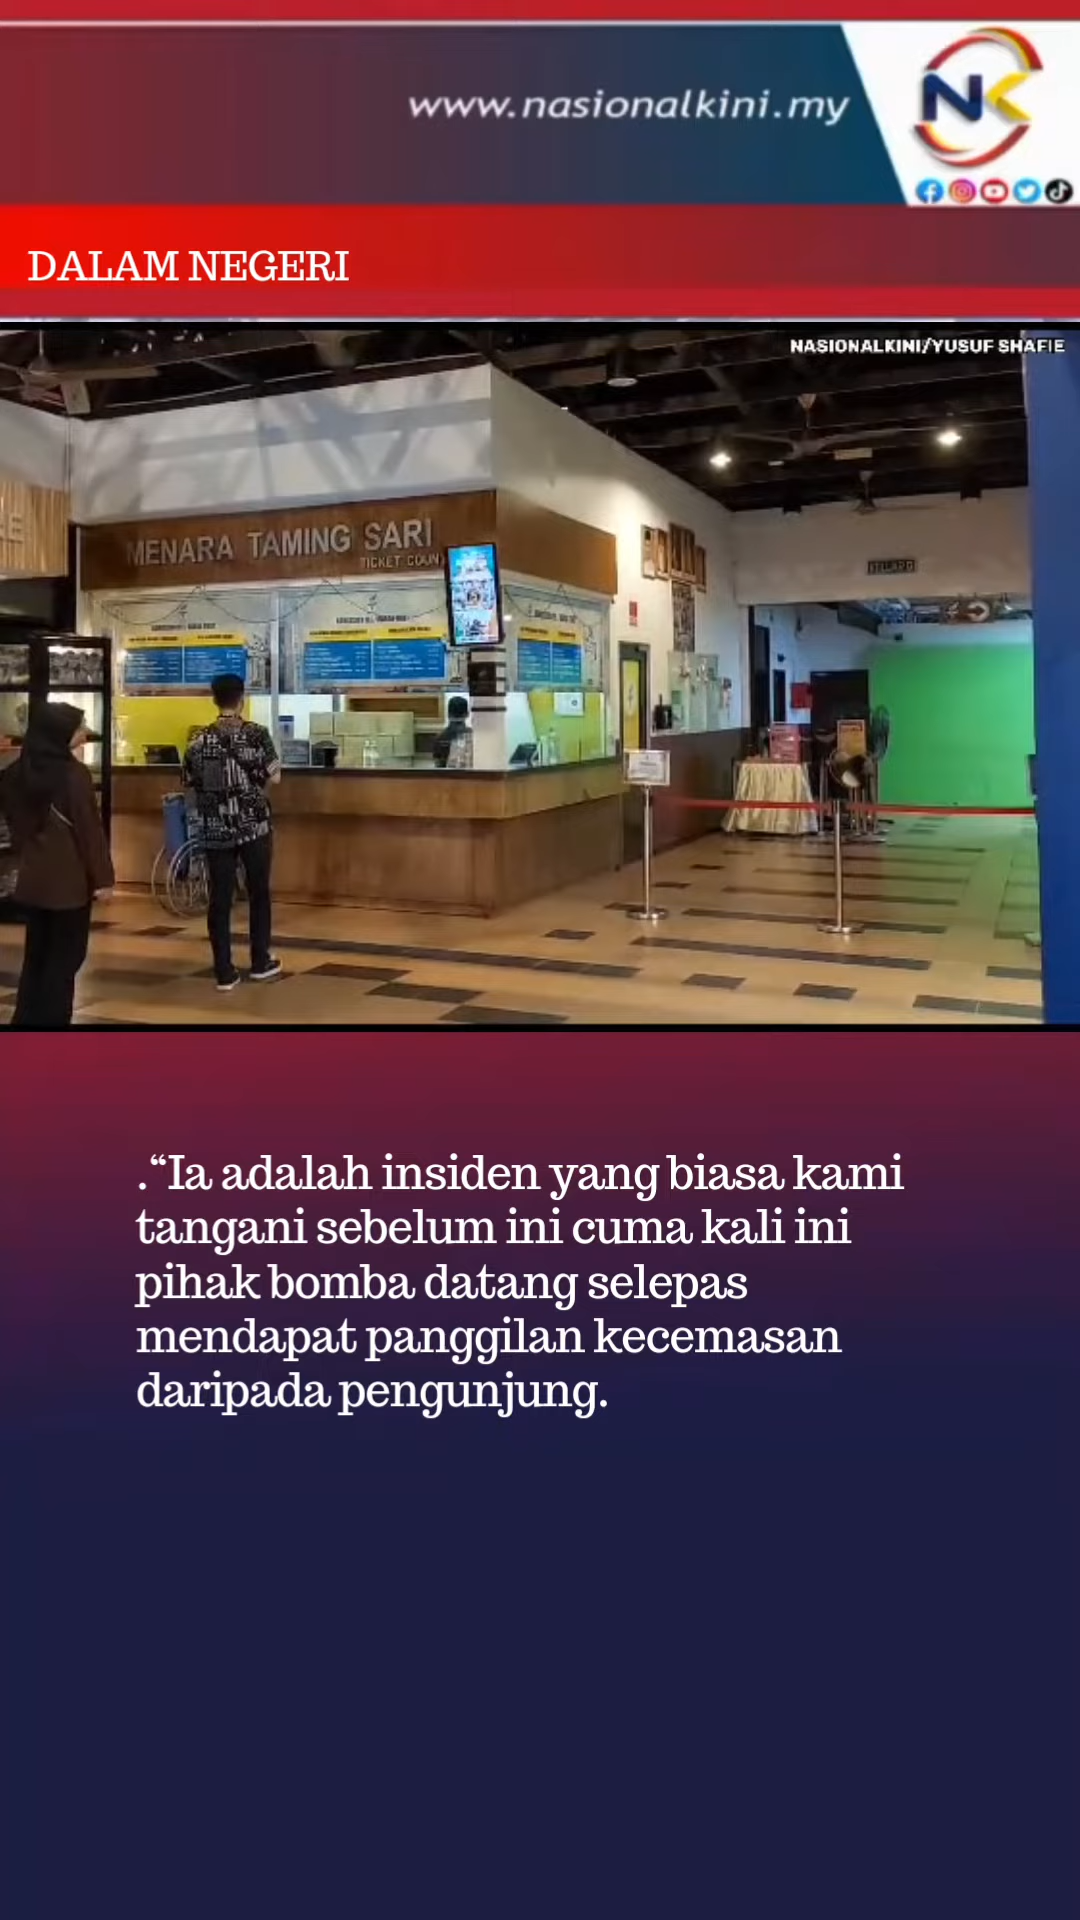 www.nasionalkini.my
NK
DALAM NEGERI
NASIONALKINI/YUSUF SHAFIE
MENARA TAMING SARI
TICKET COUN
.“Ia adalah insiden yang biasa kami
tangani sebelum ini cuma kali ini
pihak bomba datang selepas
mendapat panggilan kecemasan
daripada pengunjung.